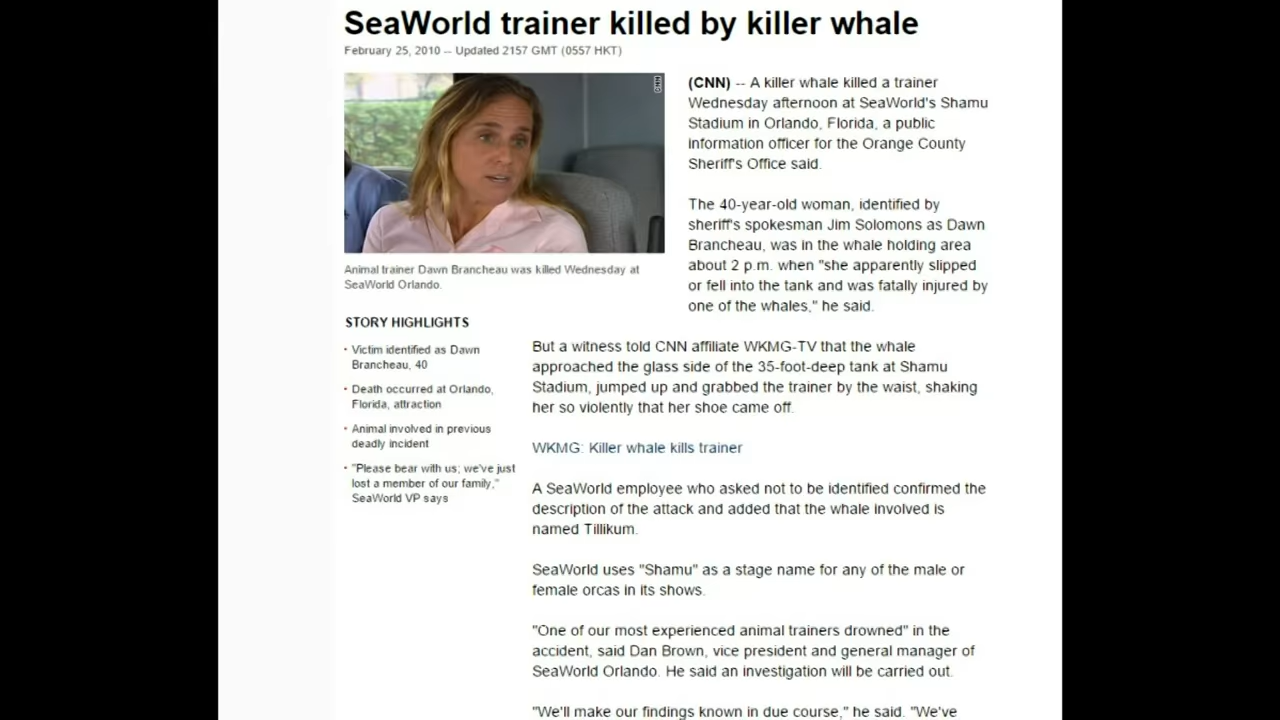 SeaWorld trainer killed by killer whale
February 25, 2010 -- Updated 2157 GMT (0557 HKT)
CNN
Animal trainer Dawn Brancheau was killed Wednesday at
SeaWorld Orlando.
STORY HIGHLIGHTS
• Victim identified as Dawn
Brancheau, 40
• Death occurred at Orlando,
Florida, attraction
• Animal involved in previous
deadly incident
• "Please bear with us; we've just
lost a member of our family,"
SeaWorld VP says
(CNN) -- A killer whale killed a trainer
Wednesday afternoon at SeaWorld's Shamu
Stadium in Orlando, Florida, a public
information officer for the Orange County
Sheriff's Office said.
The 40-year-old woman, identified by
sheriff's spokesman Jim Solomons as Dawn
Brancheau, was in the whale holding area
about 2 p.m. when "she apparently slipped
or fell into the tank and was fatally injured by
one of the whales," he said.
But a witness told CNN affiliate WKMG-TV that the whale
approached the glass side of the 35-foot-deep tank at Shamu
Stadium, jumped up and grabbed the trainer by the waist, shaking
her so violently that her shoe came off.
WKMG: Killer whale kills trainer
A SeaWorld employee who asked not to be identified confirmed the
description of the attack and added that the whale involved is
named Tillikum.
SeaWorld uses "Shamu" as a stage name for any of the male or
female orcas in its shows.
"One of our most experienced animal trainers drowned" in the
accident, said Dan Brown, vice president and general manager of
SeaWorld Orlando. He said an investigation will be carried out.
"We'll make our findings known in due course," he said. "We've